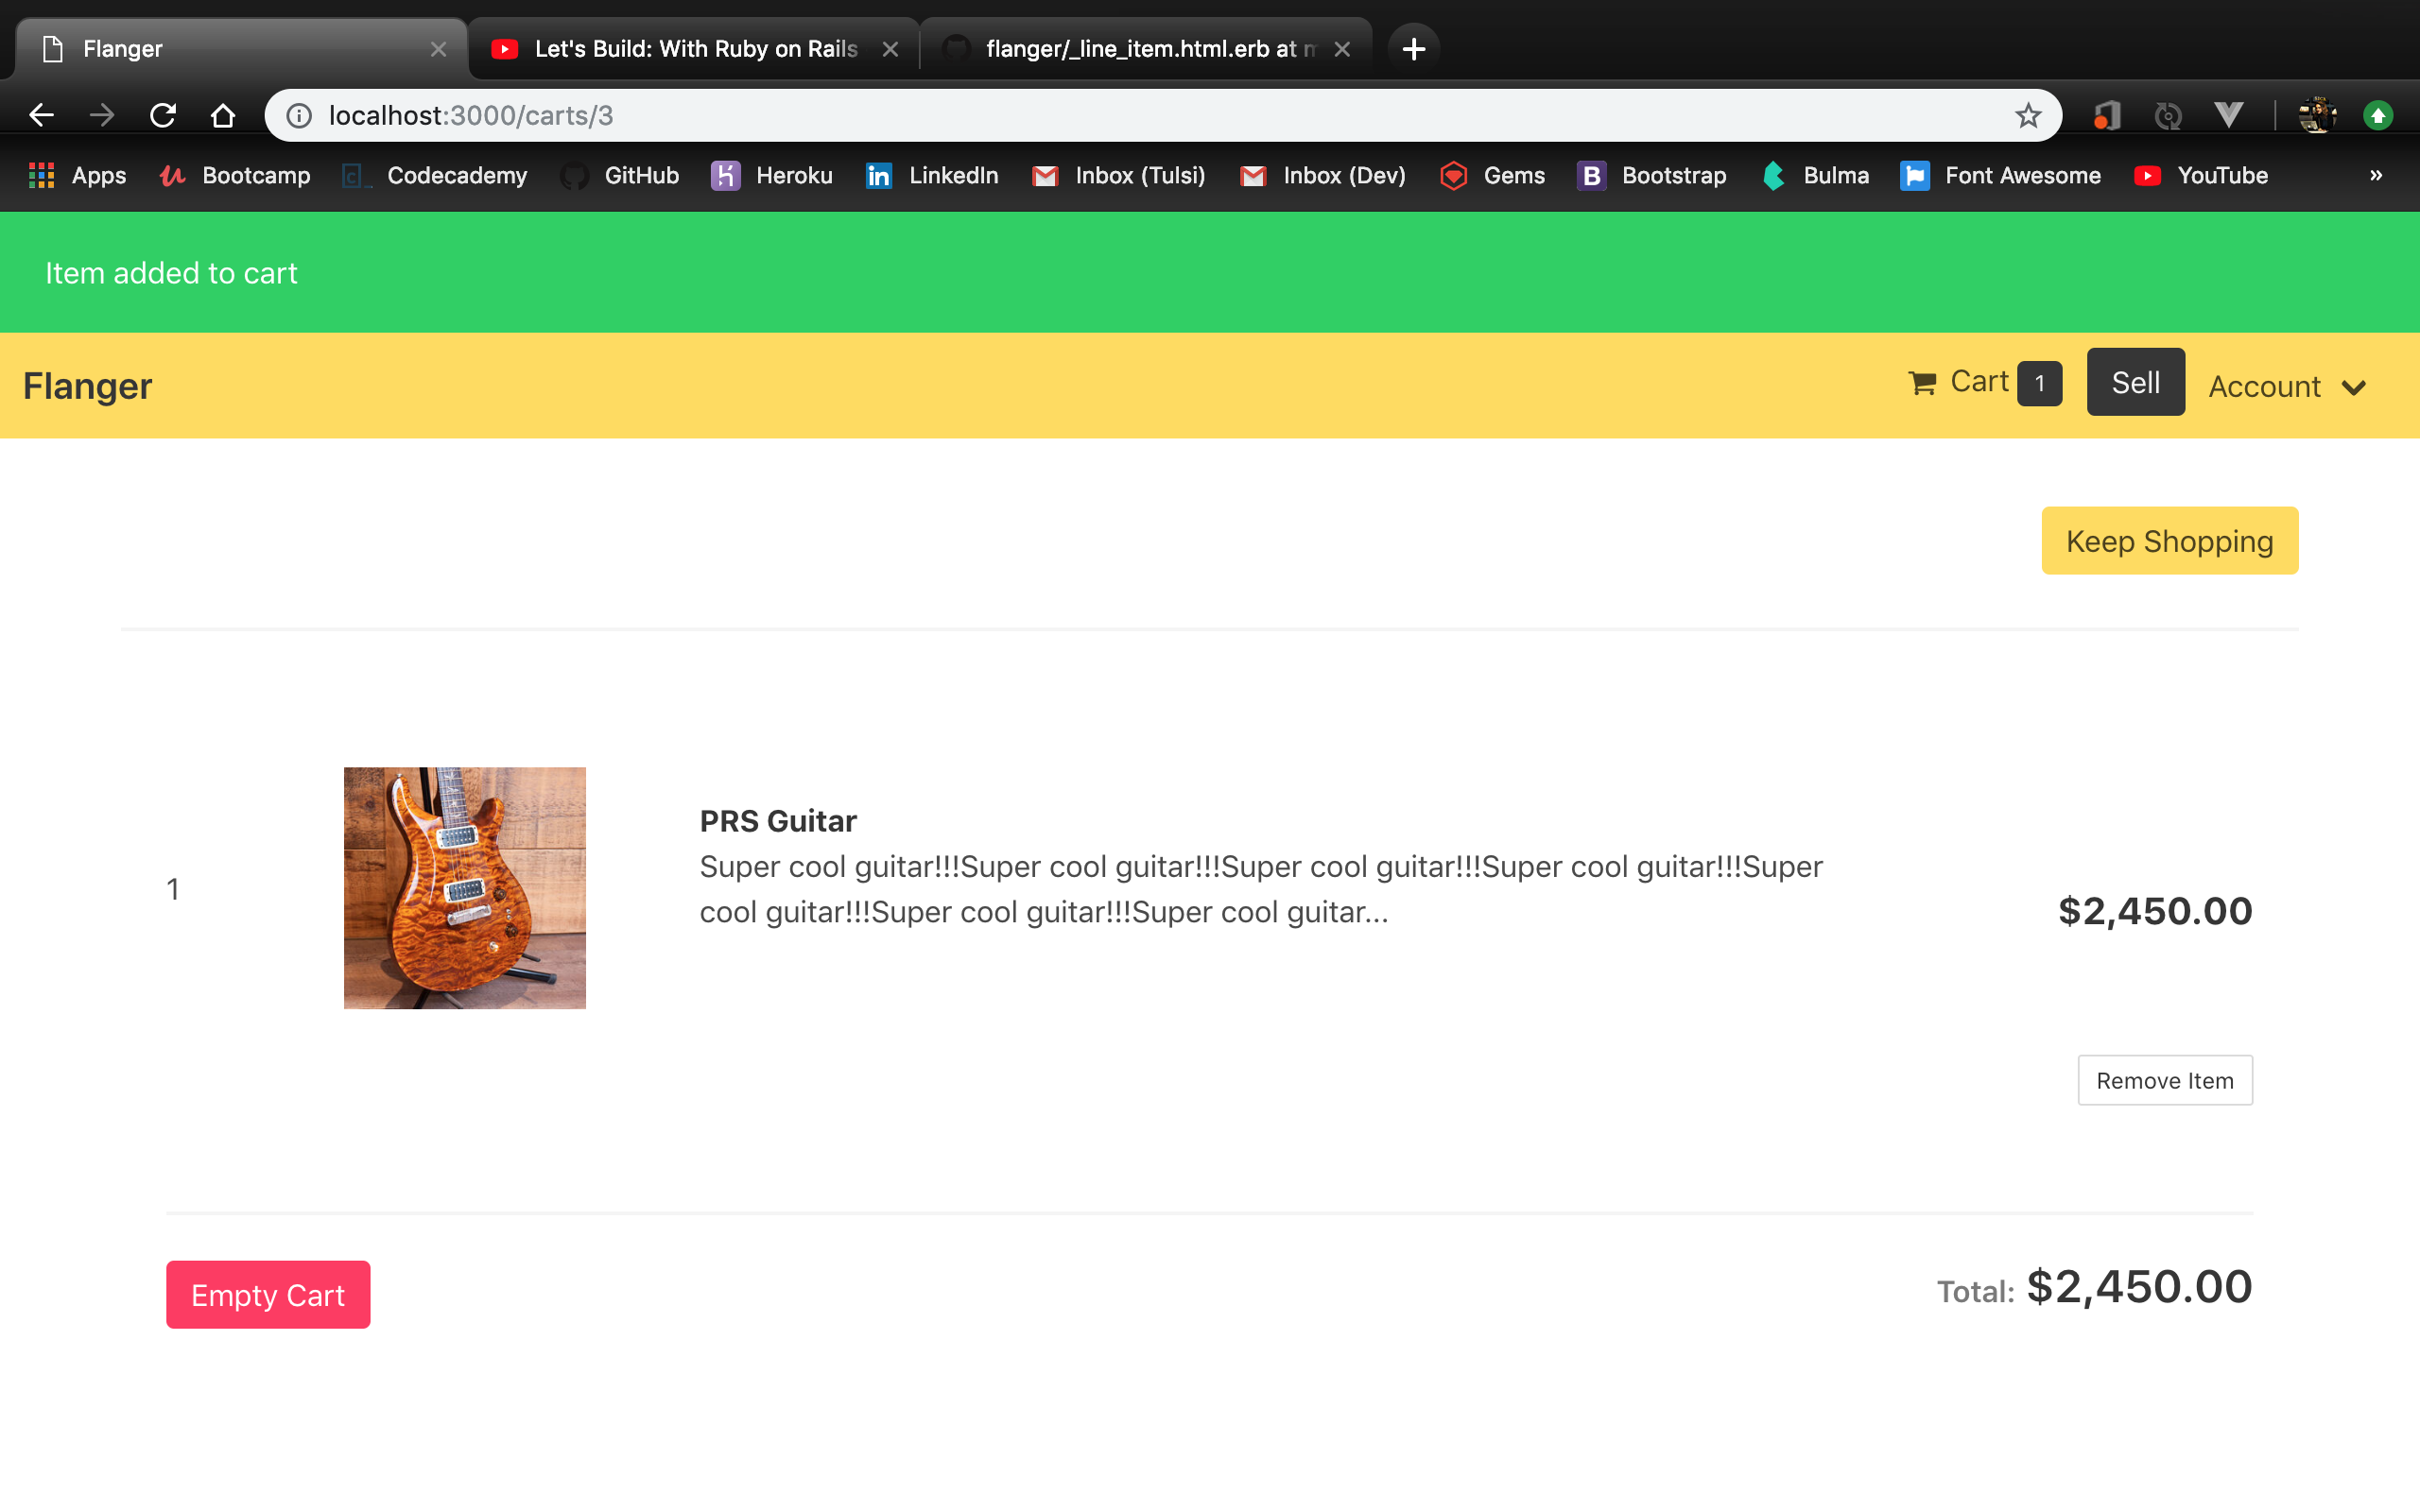 Flanger
Let's Build: With Ruby on Rails
flanger/_line_item.html.erb at
localhost:3000/carts/3
Apps Bootcamp Codecademy GitHub Heroku LinkedIn Inbox (Tulsi) Inbox (Dev) Gems Bootstrap Bulma Font Awesome YouTube »
Item added to cart
Flanger
Cart 1 Sell Account
Keep Shopping
PRS Guitar
Super cool guitar!!!Super cool guitar!!!Super cool guitar!!!Super cool guitar!!!Super
1
cool guitar!!!Super cool guitar!!!Super cool guitar...
$2,450.00
Remove Item
Empty Cart
Total: $2,450.00